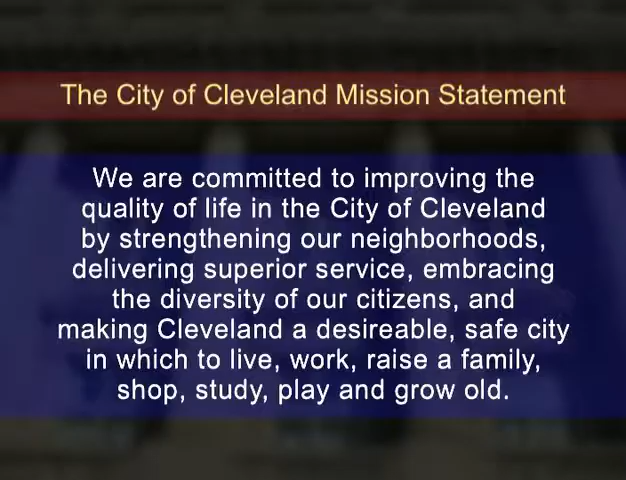 The City of Cleveland Mission Statement
We are committed to improving the
quality of life in the City of Cleveland
by strengthening our neighborhoods,
delivering superior service, embracing
the diversity of our citizens, and
making Cleveland a desireable, safe city
in which to live, work, raise a family,
shop, study, play and grow old.